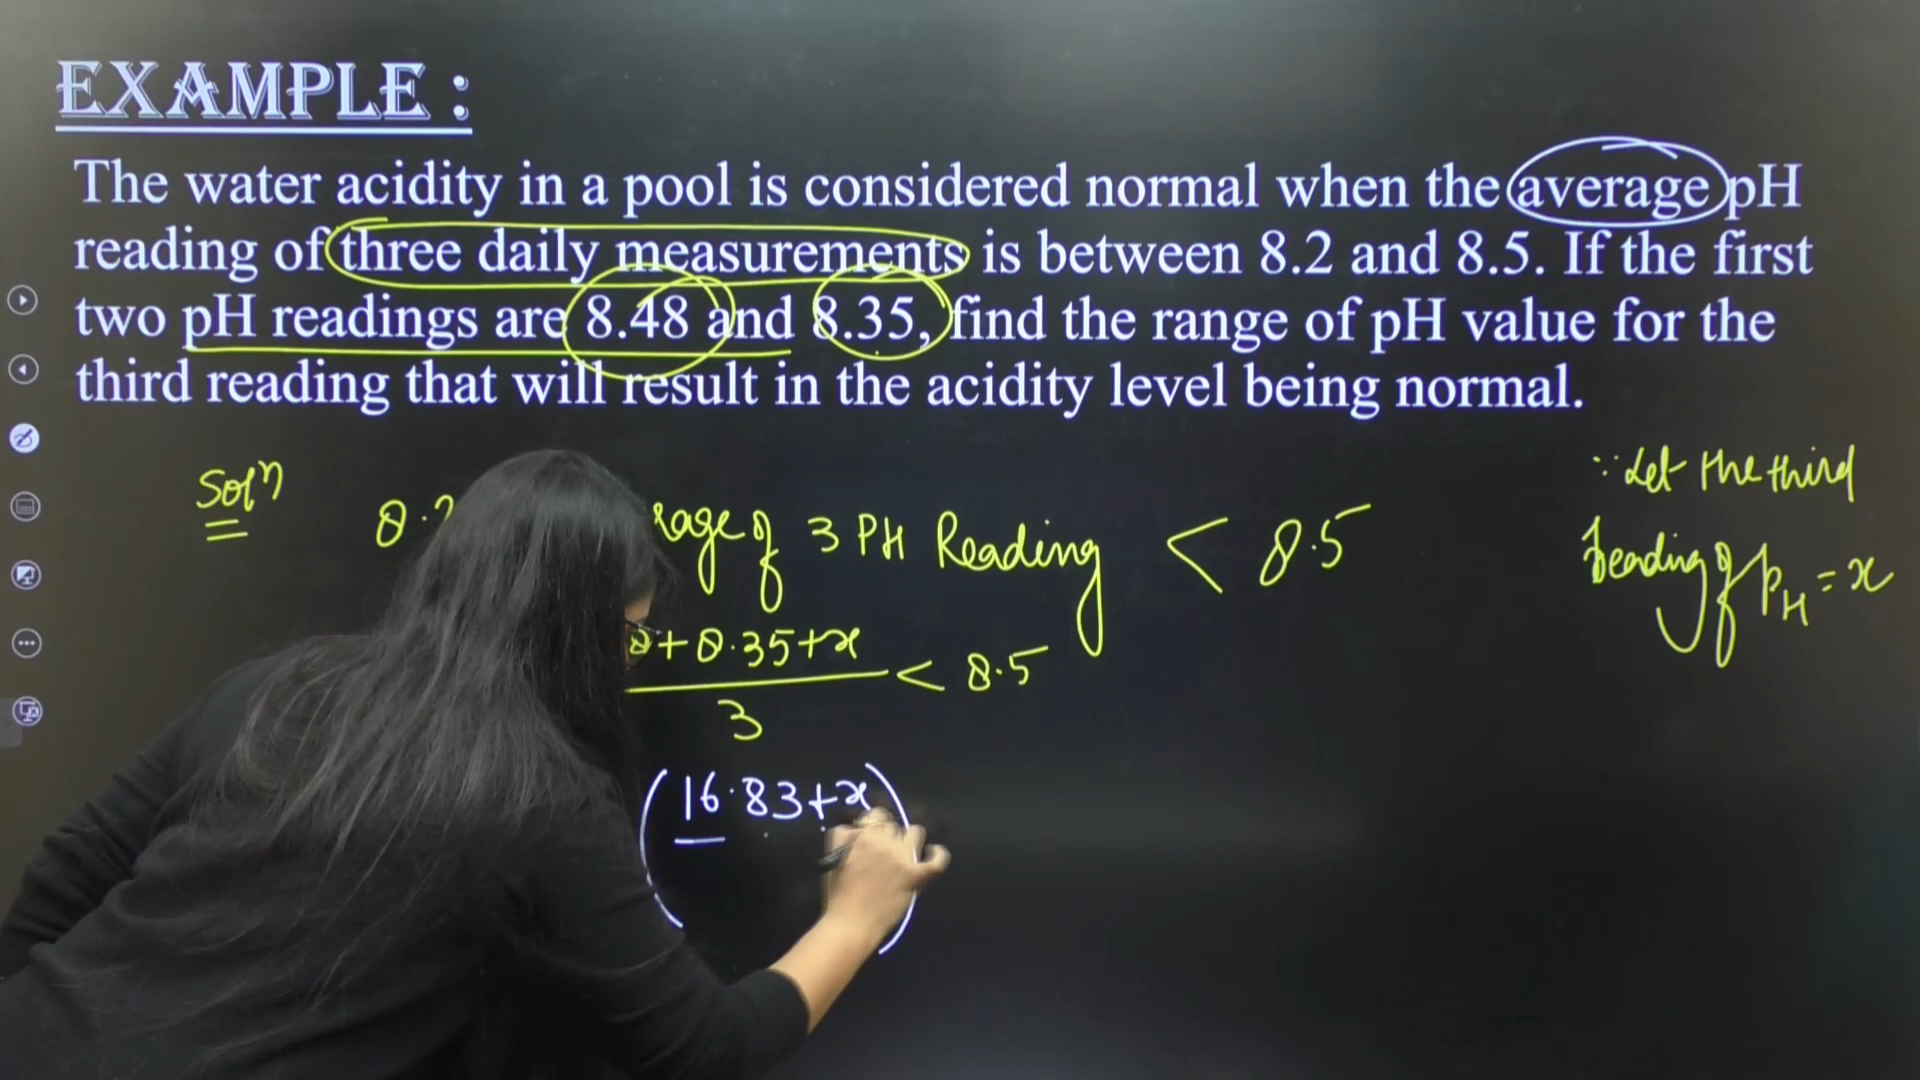 EXAMPLE :
The water acidity in a pool is considered normal when the average pH
reading of three daily measurements is between 8.2 and 8.5. If the first
two pH readings are 8.48 and 8.35, find the range of pH value for the
third reading that will result in the acidity level being normal.
Solⁿ
8.2 rage of 3 PH Reading < 8.5
∵ Let the third
reading of pH = x
8+8.35+x
3
< 8.5
(16.83+x)